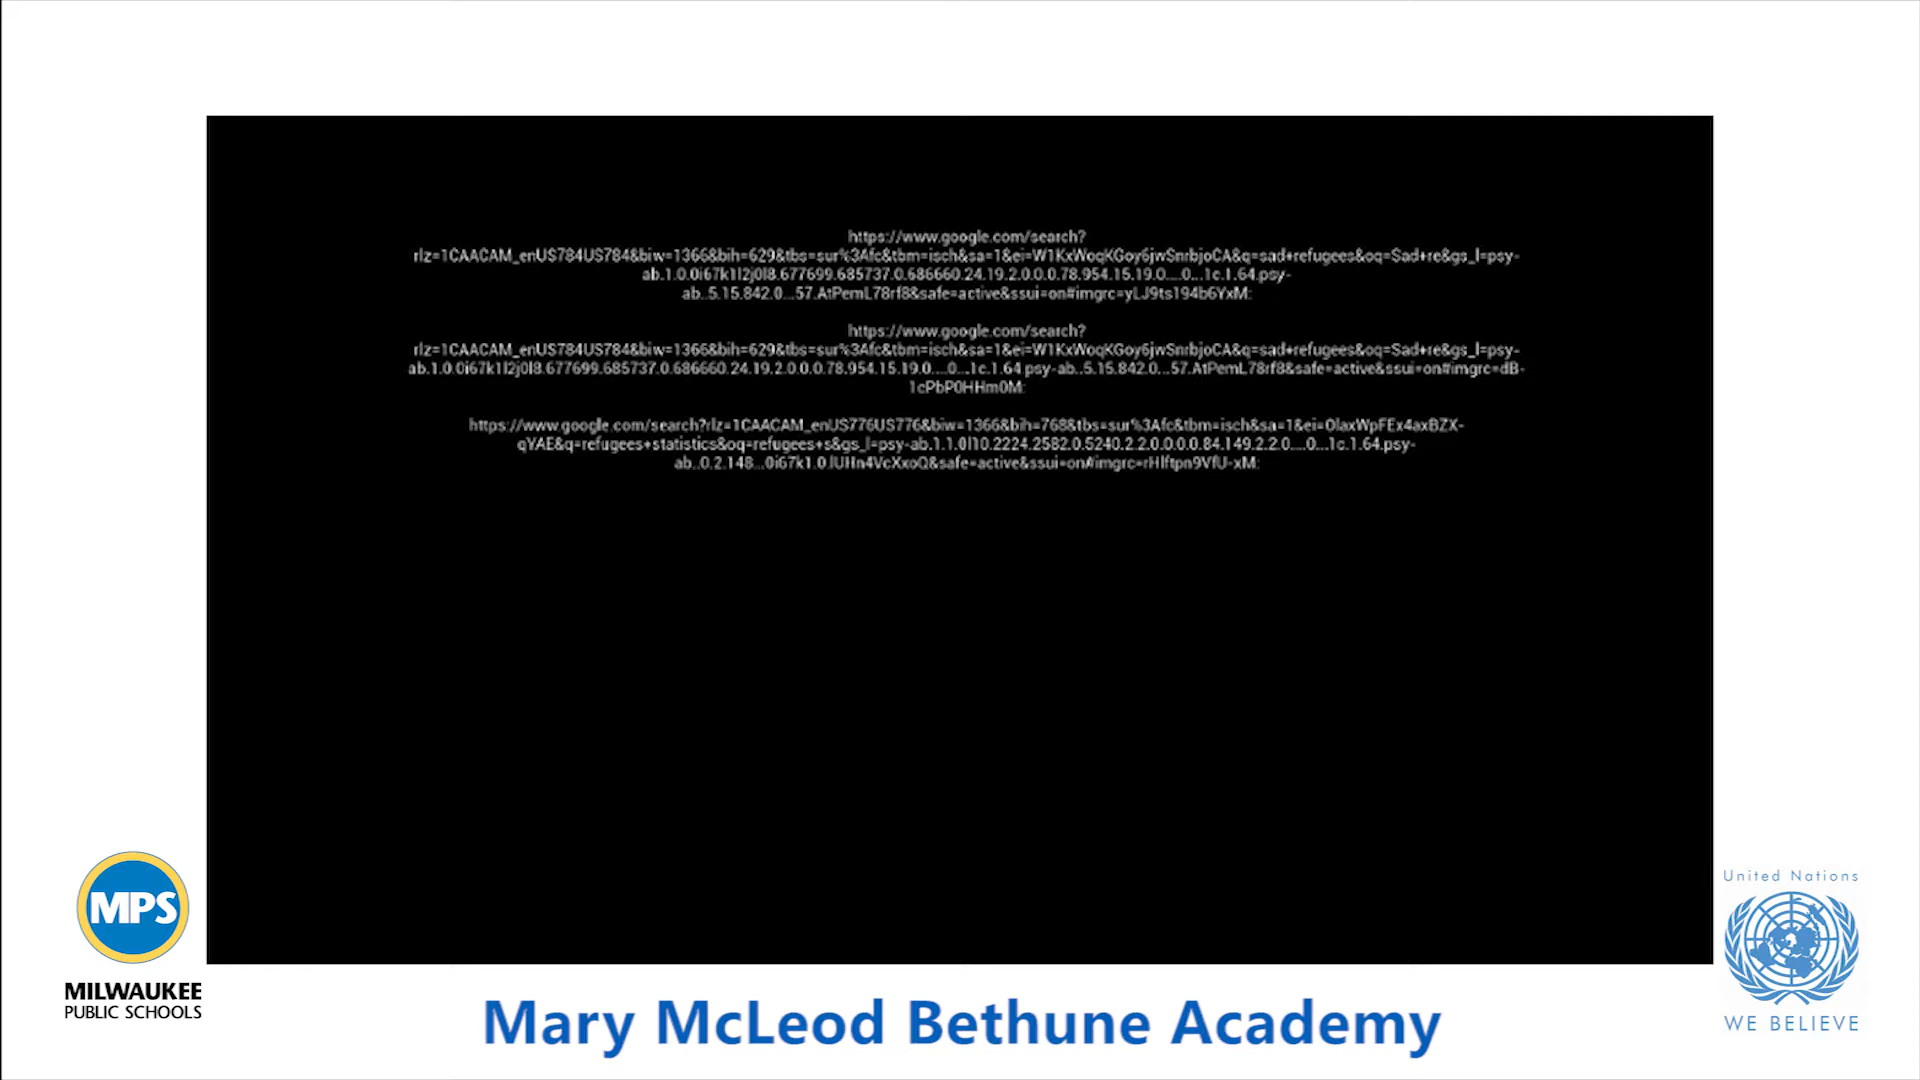 https://www.google.com/search?
rlz=1CAACAM_enUS784US784&biw=1366&bih=629&tbs=sur%3Afc&tbm=isch&sa=1&ei=W1KxWoqKGoy6jwSnrbjoCA&q=sad+refugees&oq=Sad+re&gs_l=psy-
ab.1.0.0i67k1l2j0l8.677699.685737.0.686660.24.19.2.0.0.0.78.954.15.19.0....0...1c.1.64.psy-
ab..5.15.842.0...57.AtPemL78rf8&safe=active&ssui=on#imgrc=yLJ9ts194b6YxM:
https://www.google.com/search?
rlz=1CAACAM_enUS784US784&biw=1366&bih=629&tbs=sur%3Afc&tbm=isch&sa=1&ei=W1KxWoqKGoy6jwSnrbjoCA&q=sad+refugees&oq=Sad+re&gs_l=psy-
ab.1.0.0i67k1l2j0l8.677699.685737.0.686660.24.19.2.0.0.0.78.954.15.19.0....0...1c.1.64.psy-ab..5.15.842.0...57.AtPemL78rf8&safe=active&ssui=on#imgrc=dB-
1cPbP0HHm0M:
https://www.google.com/search?rlz=1CAACAM_enUS776US776&biw=1366&bih=768&tbs=sur%3Afc&tbm=isch&sa=1&ei=OlaxWpFEx4axBZX-
qYAE&q=refugees+statistics&oq=refugees+s&gs_l=psy-ab.1.1.0l10.2224.2582.0.5240.2.2.0.0.0.0.84.149.2.2.0....0...1c.1.64.psy-
ab..0.2.148...0i67k1.0.lUHn4VcXxoQ&safe=active&ssui=on#imgrc=rHlftpn9VfU-xM:
MPS
MILWAUKEE
PUBLIC SCHOOLS
Mary McLeod Bethune Academy
United Nations
WE BELIEVE